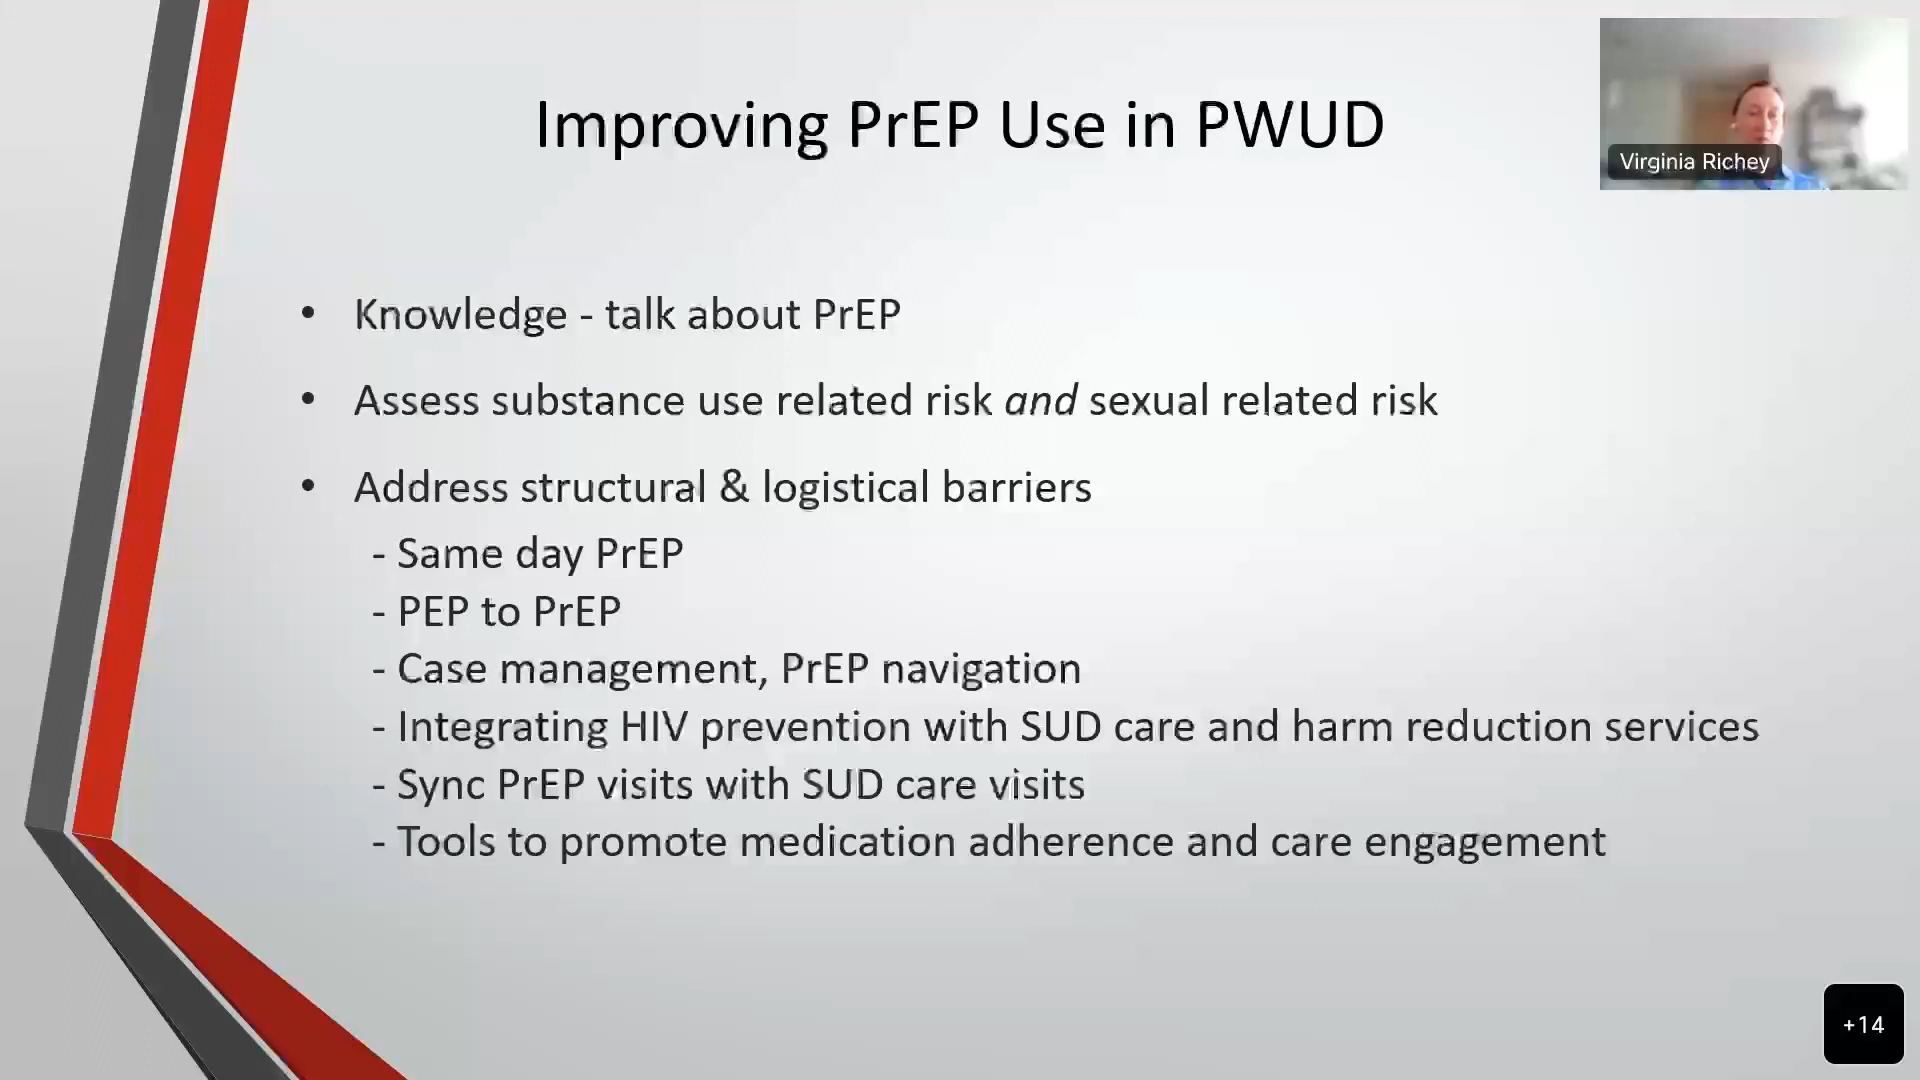 Improving PrEP Use in PWUD
Virginia Richey
• Knowledge - talk about PrEP
• Assess substance use related risk and sexual related risk
• Address structural & logistical barriers
- Same day PrEP
- PEP to PrEP
- Case management, PrEP navigation
- Integrating HIV prevention with SUD care and harm reduction services
- Sync PrEP visits with SUD care visits
- Tools to promote medication adherence and care engagement
+14